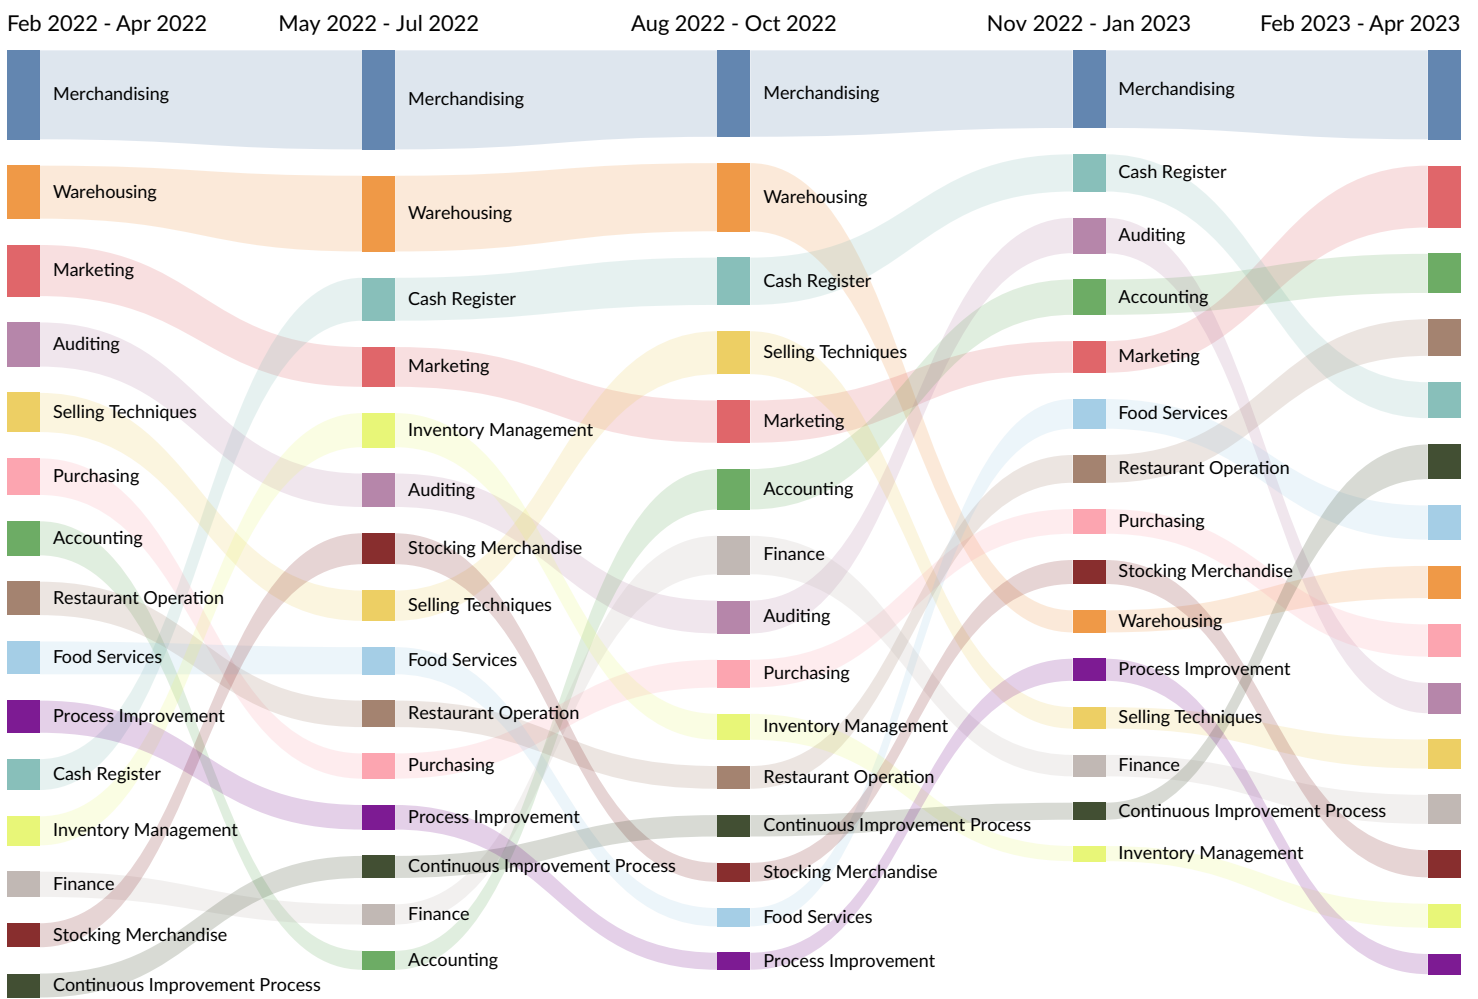 Feb 2022 - Apr 2022
May 2022 - Jul 2022
Aug 2022 - Oct 2022
Nov 2022 - Jan 2023
Feb 2023 - Apr 2023
Merchandising
Warehousing
Marketing
Auditing
Selling Techniques
Purchasing
Accounting
Restaurant Operation
Food Services
Process Improvement
Cash Register
Inventory Management
Finance
Stocking Merchandise
Continuous Improvement Process
Merchandising
Warehousing
Cash Register
Marketing
Inventory Management
Auditing
Stocking Merchandise
Selling Techniques
Food Services
Restaurant Operation
Purchasing
Process Improvement
Continuous Improvement Process
Finance
Accounting
Merchandising
Warehousing
Cash Register
Selling Techniques
Marketing
Accounting
Finance
Auditing
Purchasing
Inventory Management
Restaurant Operation
Continuous Improvement Process
Stocking Merchandise
Food Services
Process Improvement
Merchandising
Cash Register
Auditing
Accounting
Marketing
Food Services
Restaurant Operation
Purchasing
Stocking Merchandise
Warehousing
Process Improvement
Selling Techniques
Finance
Continuous Improvement Process
Inventory Management